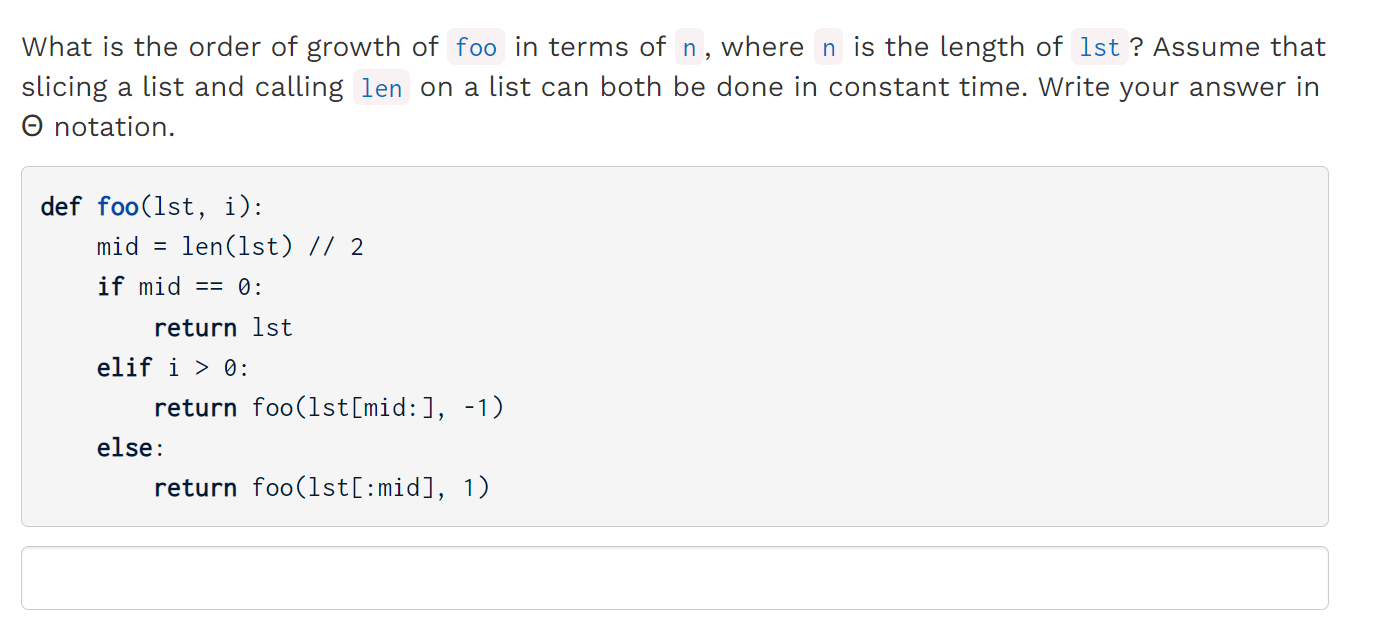 What is the order of growth of foo in terms of n, where n is the length of lst? Assume that
slicing a list and calling len on a list can both be done in constant time. Write your answer in
Θ notation.
def foo(lst, i):
    mid = len(lst) // 2
    if mid == 0:
        return lst
    elif i > 0:
        return foo(lst[mid:], -1)
    else:
        return foo(lst[:mid], 1)